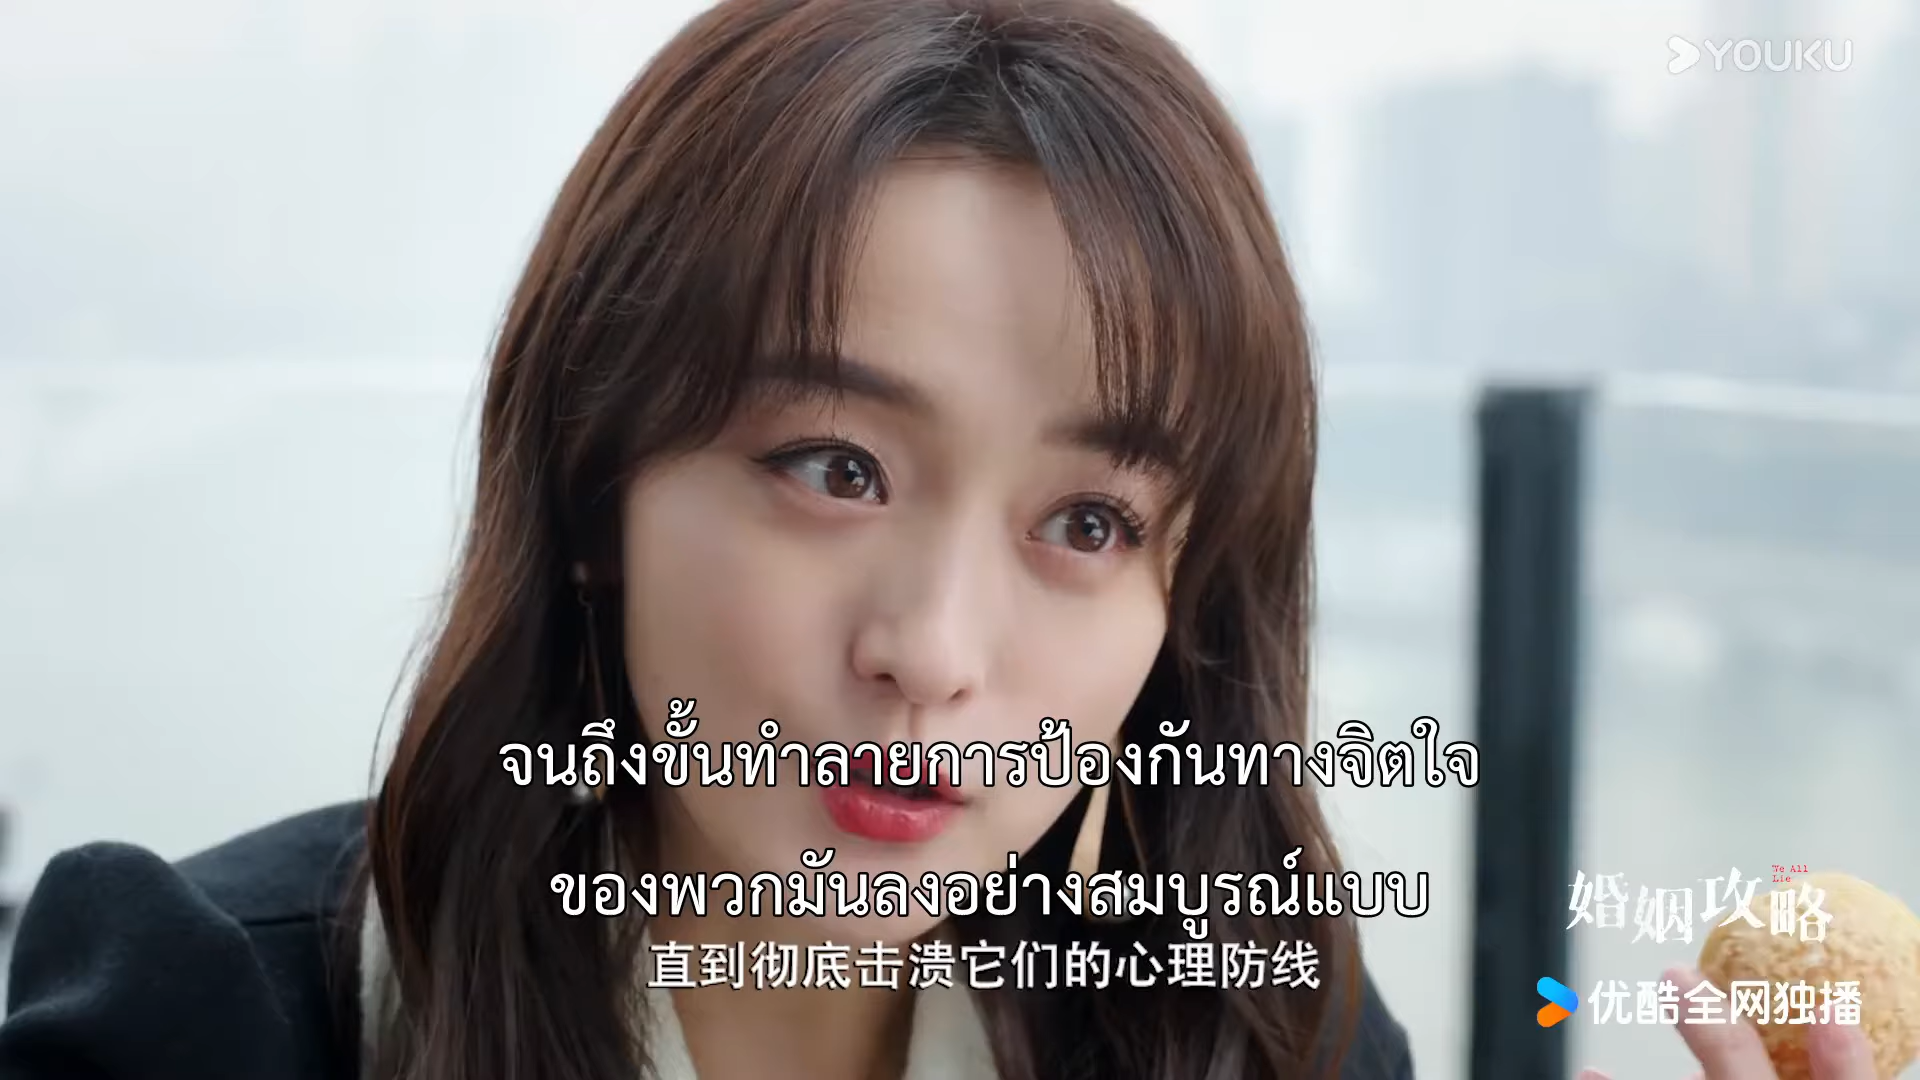 YOUKU
จนถึงขั้นทำลายการป้องกันทางจิตใจ
ของพวกมันลงอย่างสมบูรณ์แบบ
直到彻底击溃它们的心理防线
We All
Lie
婚姻攻略
优酷全网独播